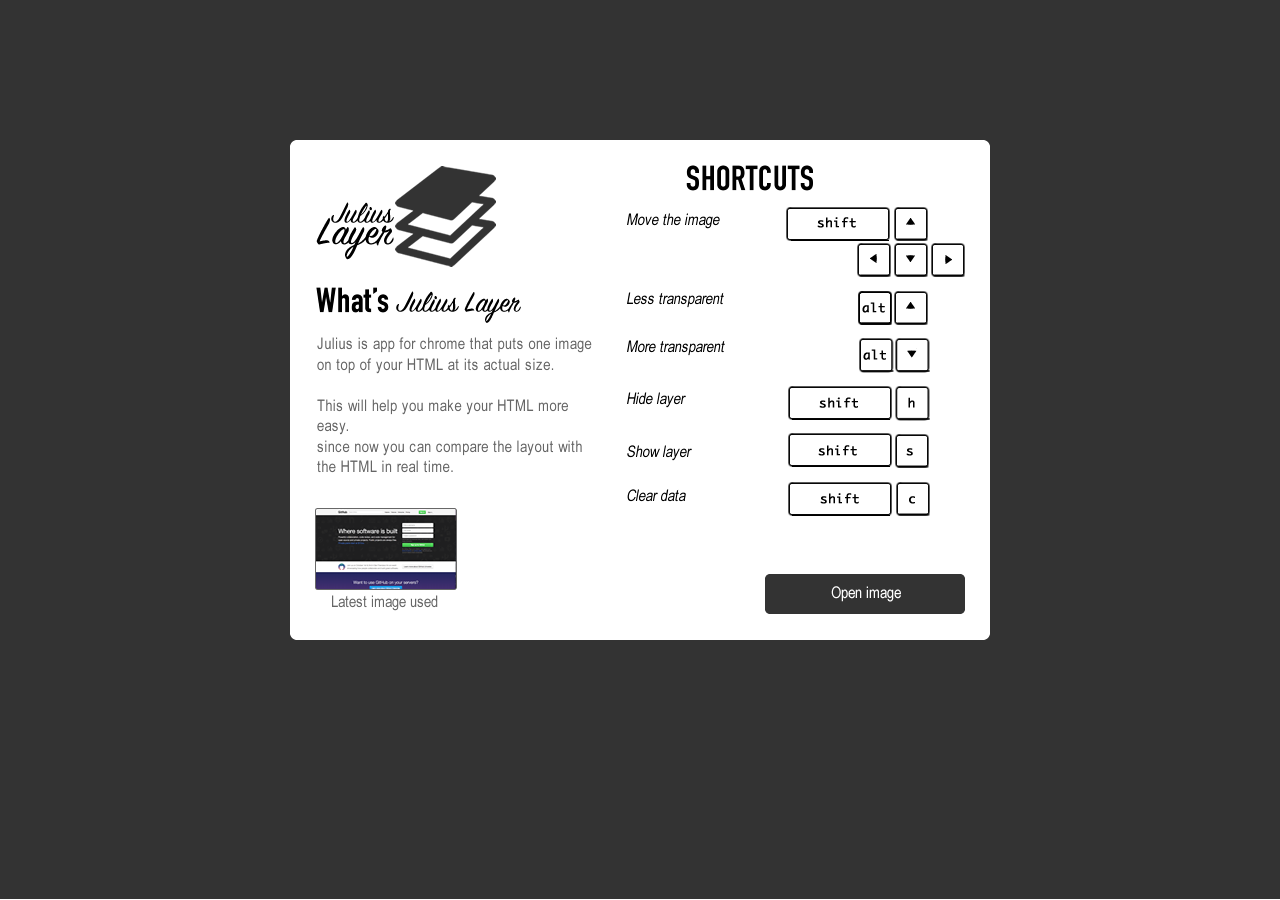 Julius
Layer
What's Julius Layer
Julius is app for chrome that puts one image
on top of your HTML at its actual size.
This will help you make your HTML more
easy.
since now you can compare the layout with
the HTML in real time.
Where software is built
Want to use GitHub on your servers?
Latest image used
SHORTCUTS
Move the image
shift
Less transparent
alt
More transparent
alt
Hide layer
shift h
Show layer
shift s
Clear data
shift c
Open image